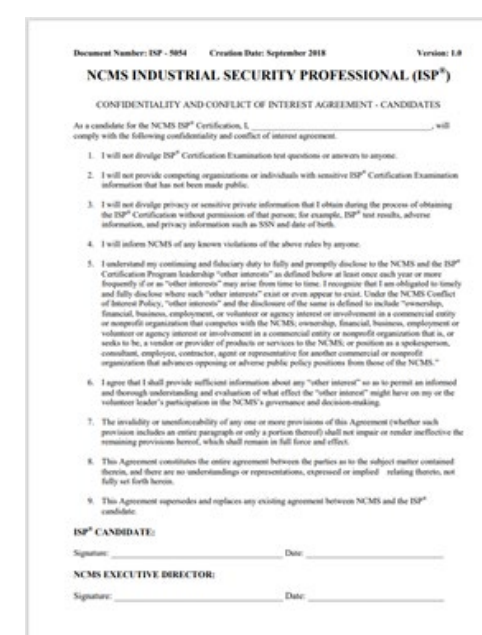 Document Number: ISP - 5054 Creation Date: September 2018 Version: 1.0
NCMS INDUSTRIAL SECURITY PROFESSIONAL (ISP®)
CONFIDENTIALITY AND CONFLICT OF INTEREST AGREEMENT - CANDIDATES
As a candidate for the NCMS ISP® Certification, I, ________________________________, will
comply with the following confidentiality and conflict of interest agreement.
1. I will not divulge ISP® Certification Examination test questions or answers to anyone.
2. I will not provide competing organizations or individuals with sensitive ISP® Certification Examination
information that has not been made public.
3. I will not divulge privacy or sensitive private information that I obtain during the process of obtaining
the ISP® Certification without permission of that person; for example, ISP® test results, adverse
information, and privacy information such as SSN and date of birth.
4. I will inform NCMS of any known violations of the above rules by anyone.
5. I understand my continuing and fiduciary duty to fully and promptly disclose to the NCMS and the ISP®
Certification Program leadership "other interests" as defined below at least once each year or more
frequently if or as "other interests" may arise from time to time. I recognize that I am obligated to timely
and fully disclose where such "other interests" exist or even appear to exist. Under the NCMS Conflict
of Interest Policy, "other interests" and the disclosure of the same is defined to include "ownership,
financial, business, employment, or volunteer or agency interest or involvement in a commercial entity
or nonprofit organization that competes with the NCMS; ownership, financial, business, employment or
volunteer or agency interest or involvement in a commercial entity or nonprofit organization that is, or
seeks to be, a vendor or provider of products or services to the NCMS; or position as a spokesperson,
consultant, employee, contractor, agent or representative for another commercial or nonprofit
organization that advances opposing or adverse public policy positions from those of the NCMS."
6. I agree that I shall provide sufficient information about any "other interest" so as to permit an informed
and thorough understanding and evaluation of what effect the "other interest" might have on my or the
volunteer leader's participation in the NCMS's governance and decision-making.
7. The invalidity or unenforceability of any one or more provisions of this Agreement (whether such
provision includes an entire paragraph or only a portion thereof) shall not impair or render ineffective the
remaining provisions hereof, which shall remain in full force and effect.
8. This Agreement constitutes the entire agreement between the parties as to the subject matter contained
therein, and there are no understandings or representations, expressed or implied relating thereto, not
fully set forth herein.
9. This Agreement supersedes and replaces any existing agreement between NCMS and the ISP®
candidate.
ISP® CANDIDATE:
Signature: ________________________________ Date: ________________________
NCMS EXECUTIVE DIRECTOR:
Signature: ________________________________ Date: ________________________